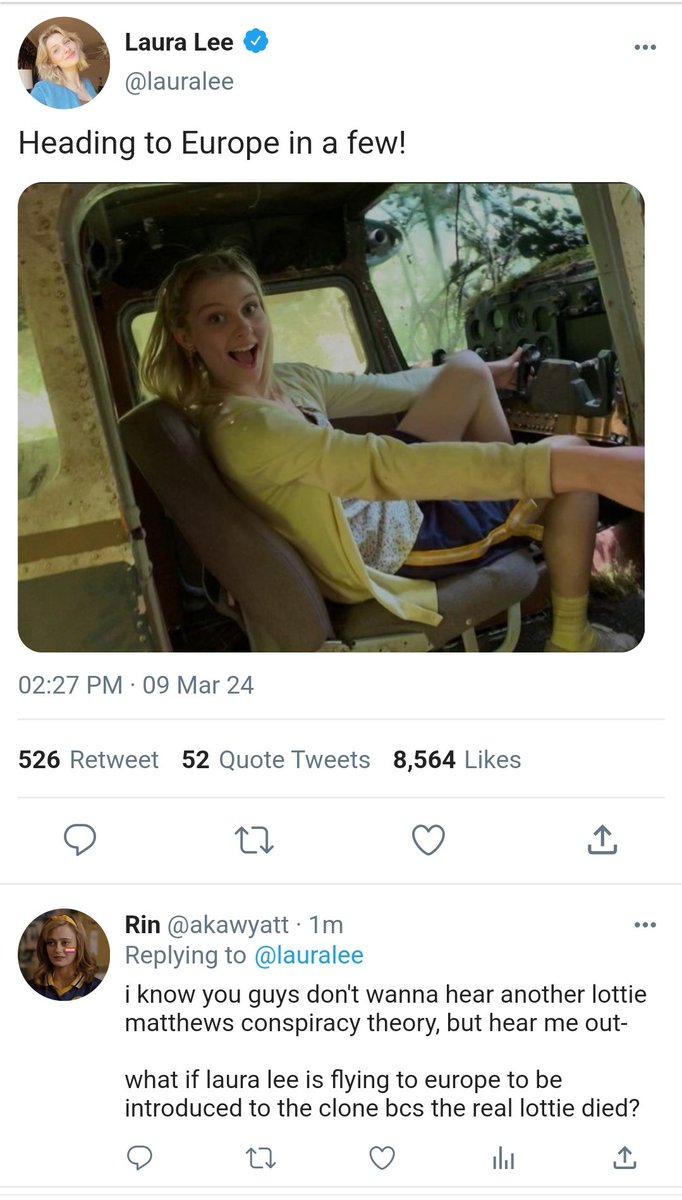 Laura Lee
@lauralee
Heading to Europe in a few!
02:27 PM · 09 Mar 24
526 Retweet 52 Quote Tweets 8,564 Likes
Rin @akawyatt · 1m
Replying to @lauralee
i know you guys don't wanna hear another lottie
matthews conspiracy theory, but hear me out-
what if laura lee is flying to europe to be
introduced to the clone bcs the real lottie died?